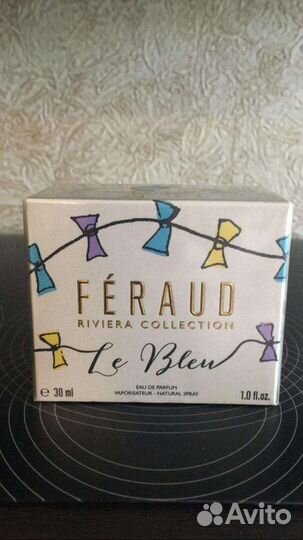 FÉRAUD
RIVIERA COLLECTION
Le Bleu
EAU DE PARFUM
VAPORISATEUR - NATURAL SPRAY
℮ 30 ml
1.0 fl.oz.
Avito